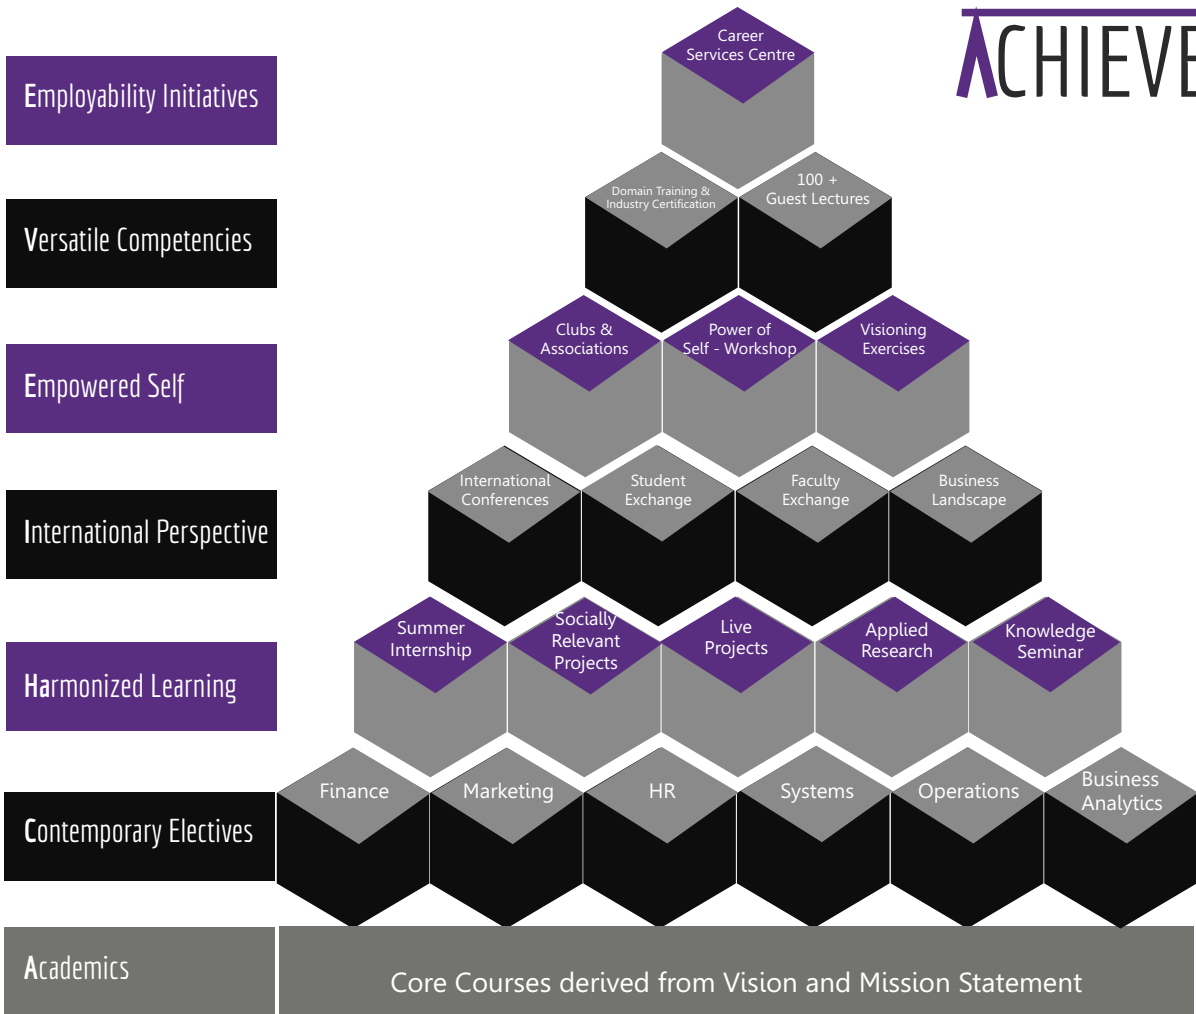 ACHIEVE
Career
Services Centre
Employability Initiatives
Domain Training &
Industry Certification
100 +
Guest Lectures
Versatile Competencies
Clubs &
Associations
Power of
Self - Workshop
Visioning
Exercises
Empowered Self
International
Conferences
Student
Exchange
Faculty
Exchange
Business
Landscape
International Perspective
Summer
Internship
Socially
Relevant
Projects
Live
Projects
Applied
Research
Knowledge
Seminar
Harmonized Learning
Finance
Marketing
HR
Systems
Operations
Business
Analytics
Contemporary Electives
Academics
Core Courses derived from Vision and Mission Statement